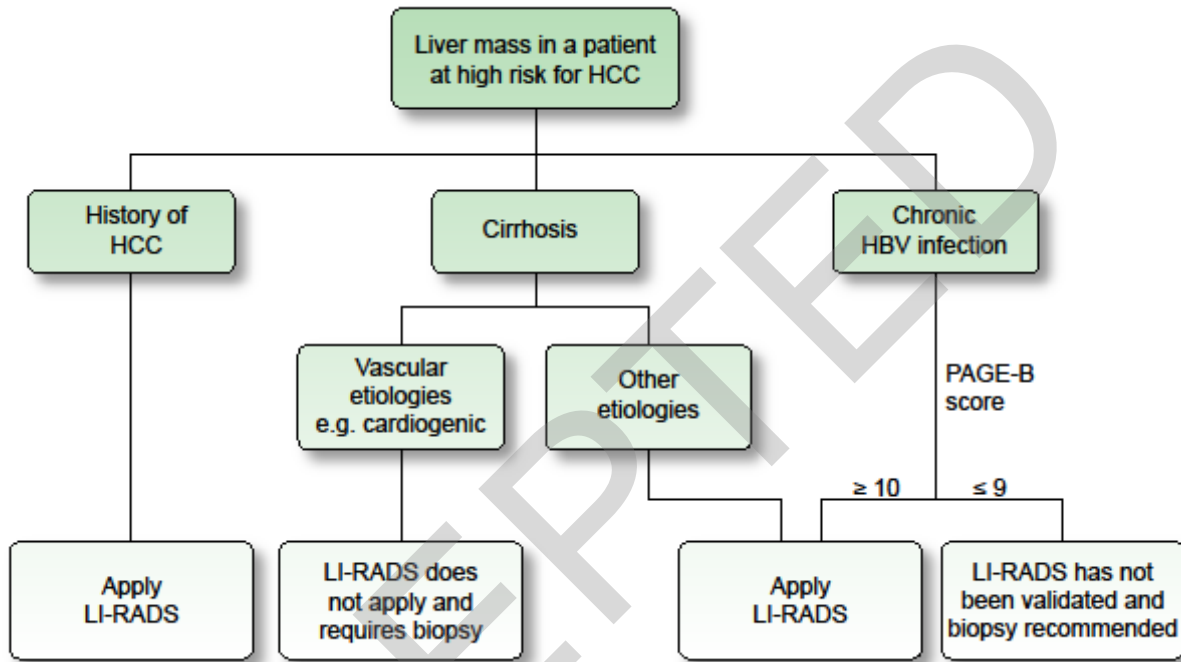 Liver mass in a patient
at high risk for HCC
History of
HCC
Cirrhosis
Chronic
HBV infection
Vascular
etiologies
e.g. cardiogenic
Other
etiologies
PAGE-B
score
≥ 10
≤ 9
Apply
LI-RADS
LI-RADS does
not apply and
requires biopsy
Apply
LI-RADS
LI-RADS has not
been validated and
biopsy recommended
EPTED